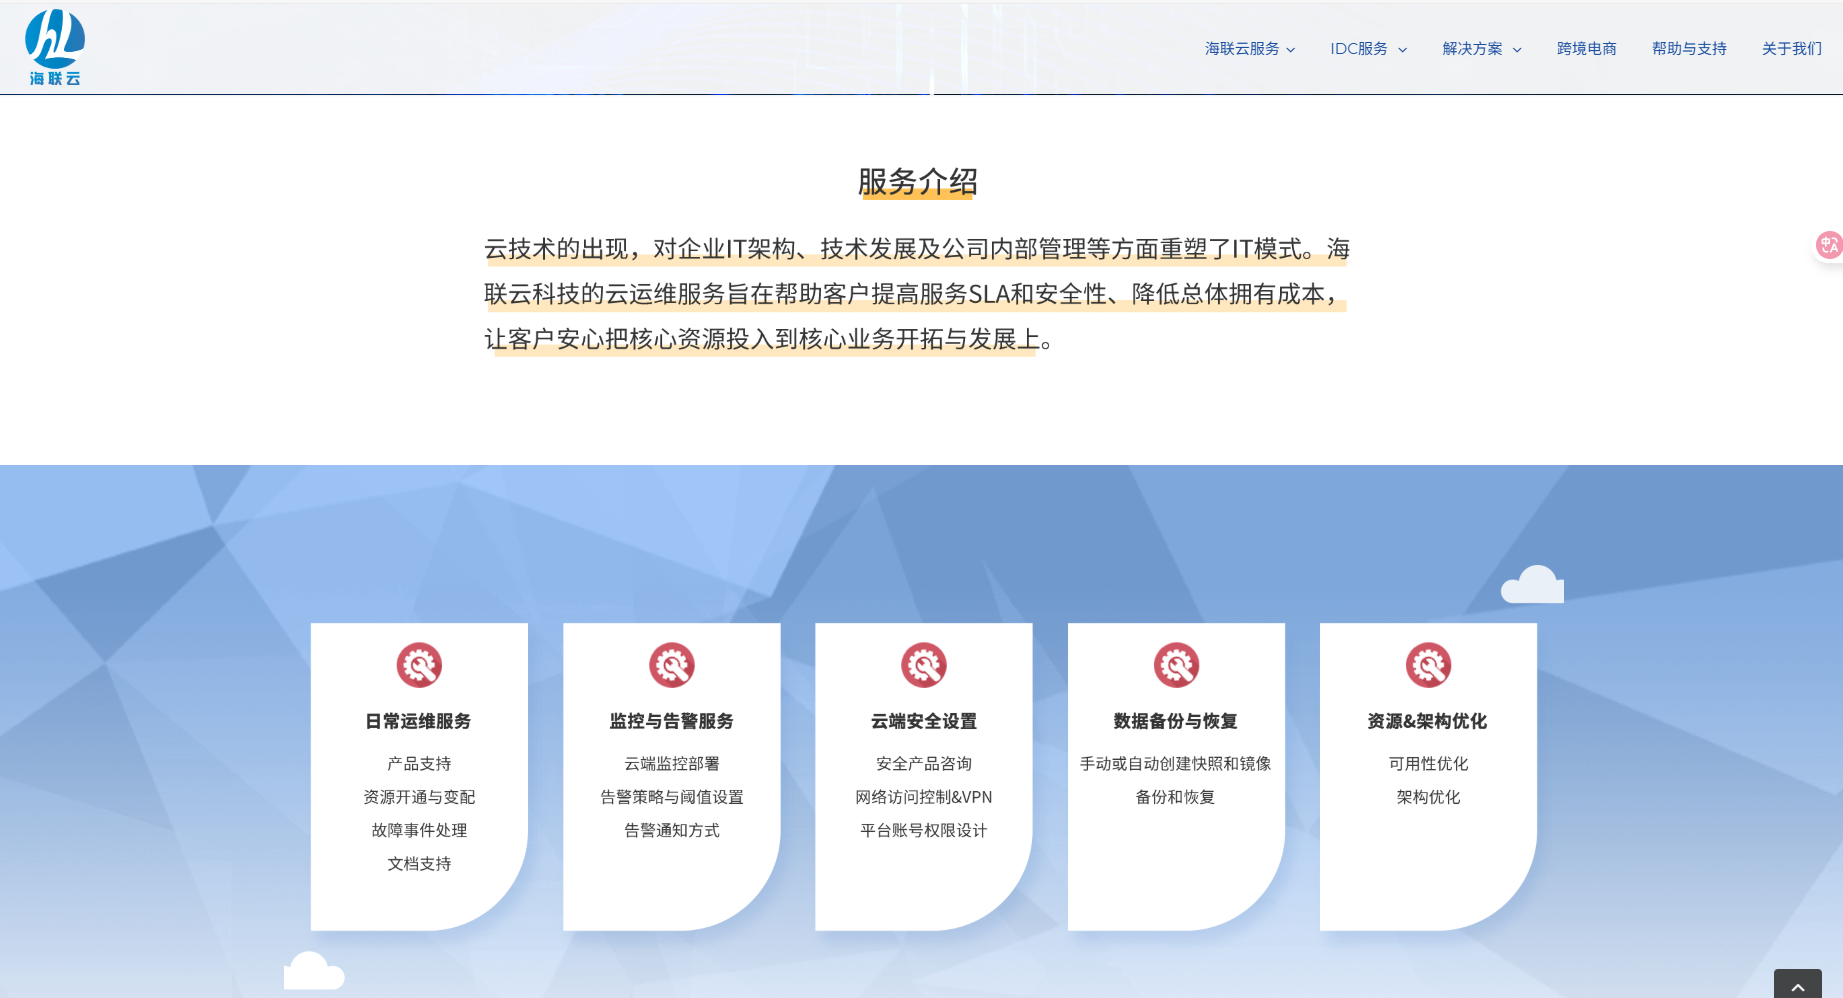 海联云
海联云服务
IDC服务
解决方案
跨境电商
帮助与支持
关于我们
服务介绍
云技术的出现，对企业IT架构、技术发展及公司内部管理等方面重塑了IT模式。海
联云科技的云运维服务旨在帮助客户提高服务SLA和安全性、降低总体拥有成本，
让客户安心把核心资源投入到核心业务开拓与发展上。
日常运维服务
产品支持
资源开通与变配
故障事件处理
文档支持
监控与告警服务
云端监控部署
告警策略与阈值设置
告警通知方式
云端安全设置
安全产品咨询
网络访问控制&VPN
平台账号权限设计
数据备份与恢复
手动或自动创建快照和镜像
备份和恢复
资源&架构优化
可用性优化
架构优化